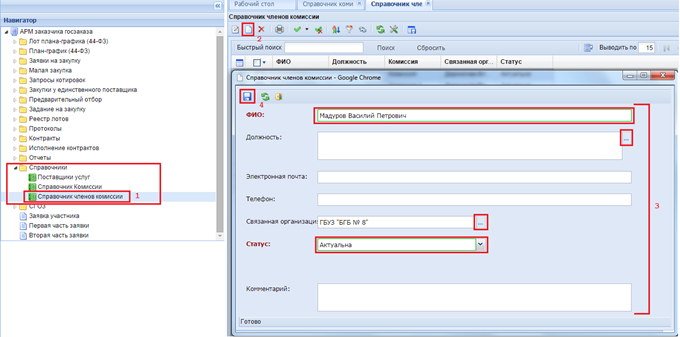 Рабочий стол
Справочник коми
Справочник чле
Навигатор
АРМ заказчика госзаказа
Лот плана-графика (44-ФЗ)
План-график (44-ФЗ)
Заявки на закупку
Малая закупка
Запросы котировок
Закупки у единственного поставщика
Предварительный отбор
Задание на закупку
Реестр лотов
Протоколы
Контракты
Исполнение контрактов
Отчеты
Справочники
Поставщики услуг
Справочник Комиссии
Справочник членов комиссии
1
СГОЗ
Заявка участника
Первая часть заявки
Вторая часть заявки
Справочник членов комиссии
2
Быстрый поиск
Поиск
Сбросить
Выводить по
15
ФИО
Должность
Комиссия
Связанная орг...
Статус
Справочник членов комиссии - Google Chrome
4
ФИО:
Мадуров Василий Петрович
Должность:
...
Электронная почта:
Телефон:
3
Связанная организаци
ГБУЗ "БГБ № 8"
...
Статус:
Актуальна
Комментарий:
Готово